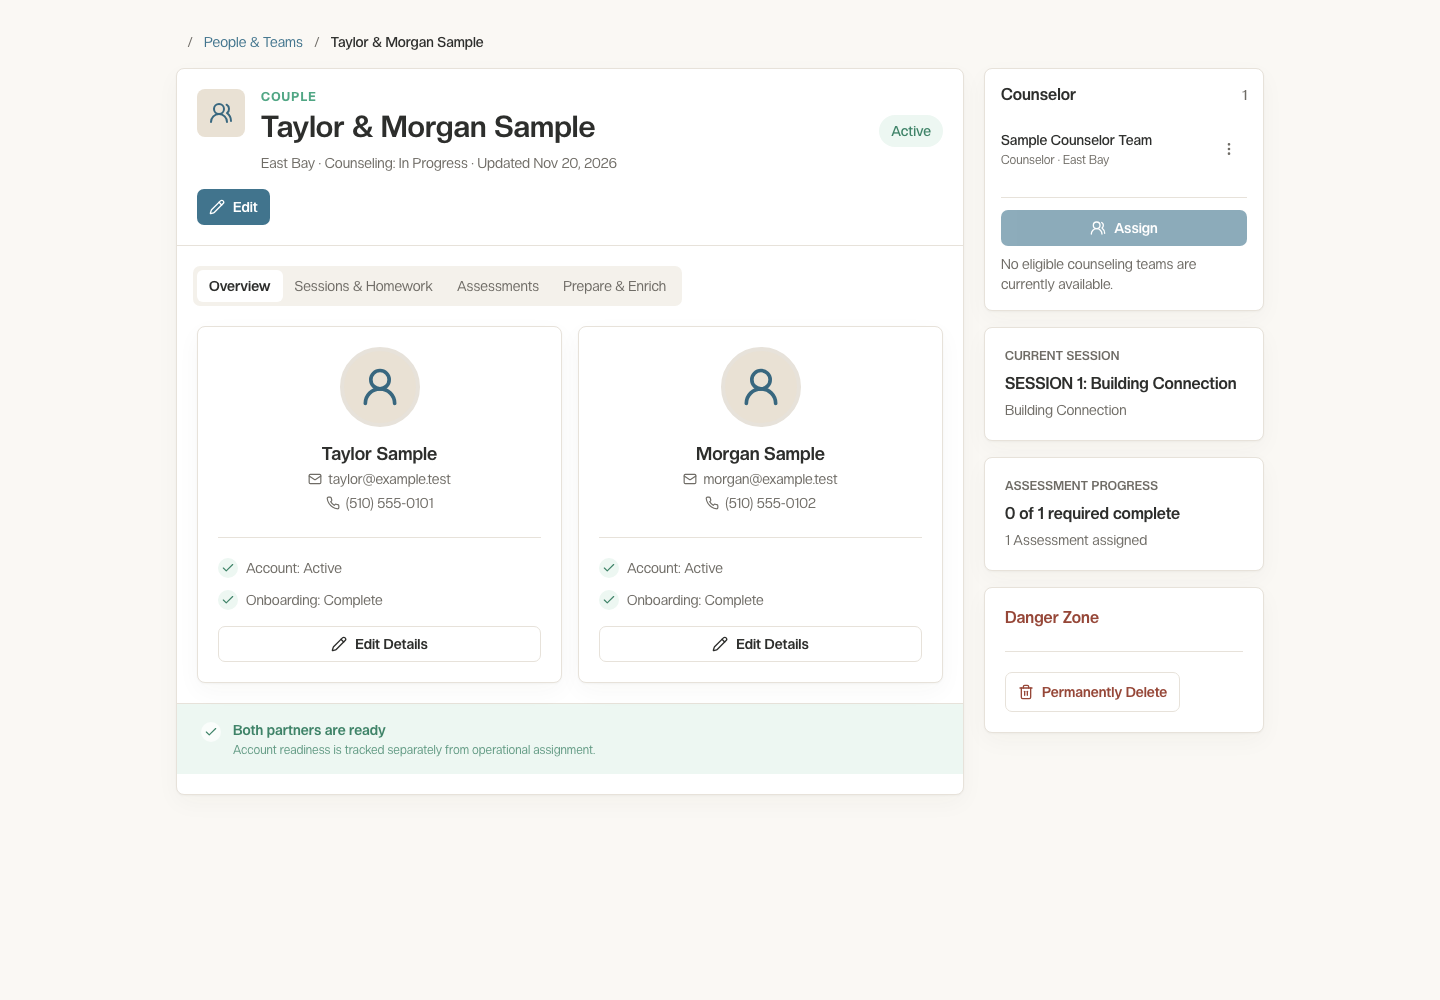 / People & Teams / Taylor & Morgan Sample
COUPLE
Taylor & Morgan Sample
East Bay · Counseling: In Progress · Updated Nov 20, 2026
Active
Edit
Overview
Sessions & Homework
Assessments
Prepare & Enrich
Taylor Sample
taylor@example.test
(510) 555-0101
Account: Active
Onboarding: Complete
Edit Details
Morgan Sample
morgan@example.test
(510) 555-0102
Account: Active
Onboarding: Complete
Edit Details
Both partners are ready
Account readiness is tracked separately from operational assignment.
Counselor
1
Sample Counselor Team
Counselor · East Bay
Assign
No eligible counseling teams are
currently available.
CURRENT SESSION
SESSION 1: Building Connection
Building Connection
ASSESSMENT PROGRESS
0 of 1 required complete
1 Assessment assigned
Danger Zone
Permanently Delete